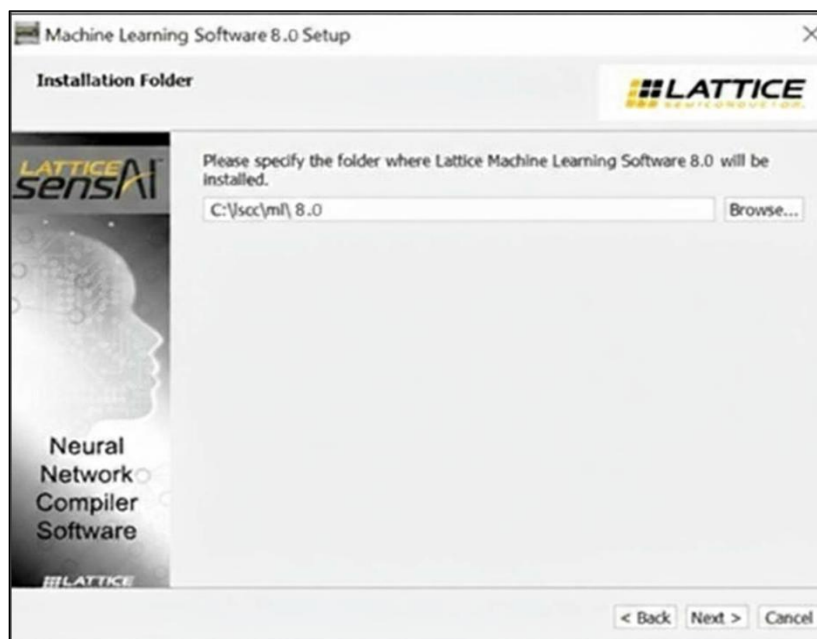 Machine Learning Software 8.0 Setup
Installation Folder
LATTICE
SEMICONDUCTOR.
LATTICE
sensAI
Please specify the folder where Lattice Machine Learning Software 8.0 will be
installed.
C:\lscc\ml\ 8.0
Browse...
Neural
Network
Compiler
Software
LATTICE
< Back
Next >
Cancel